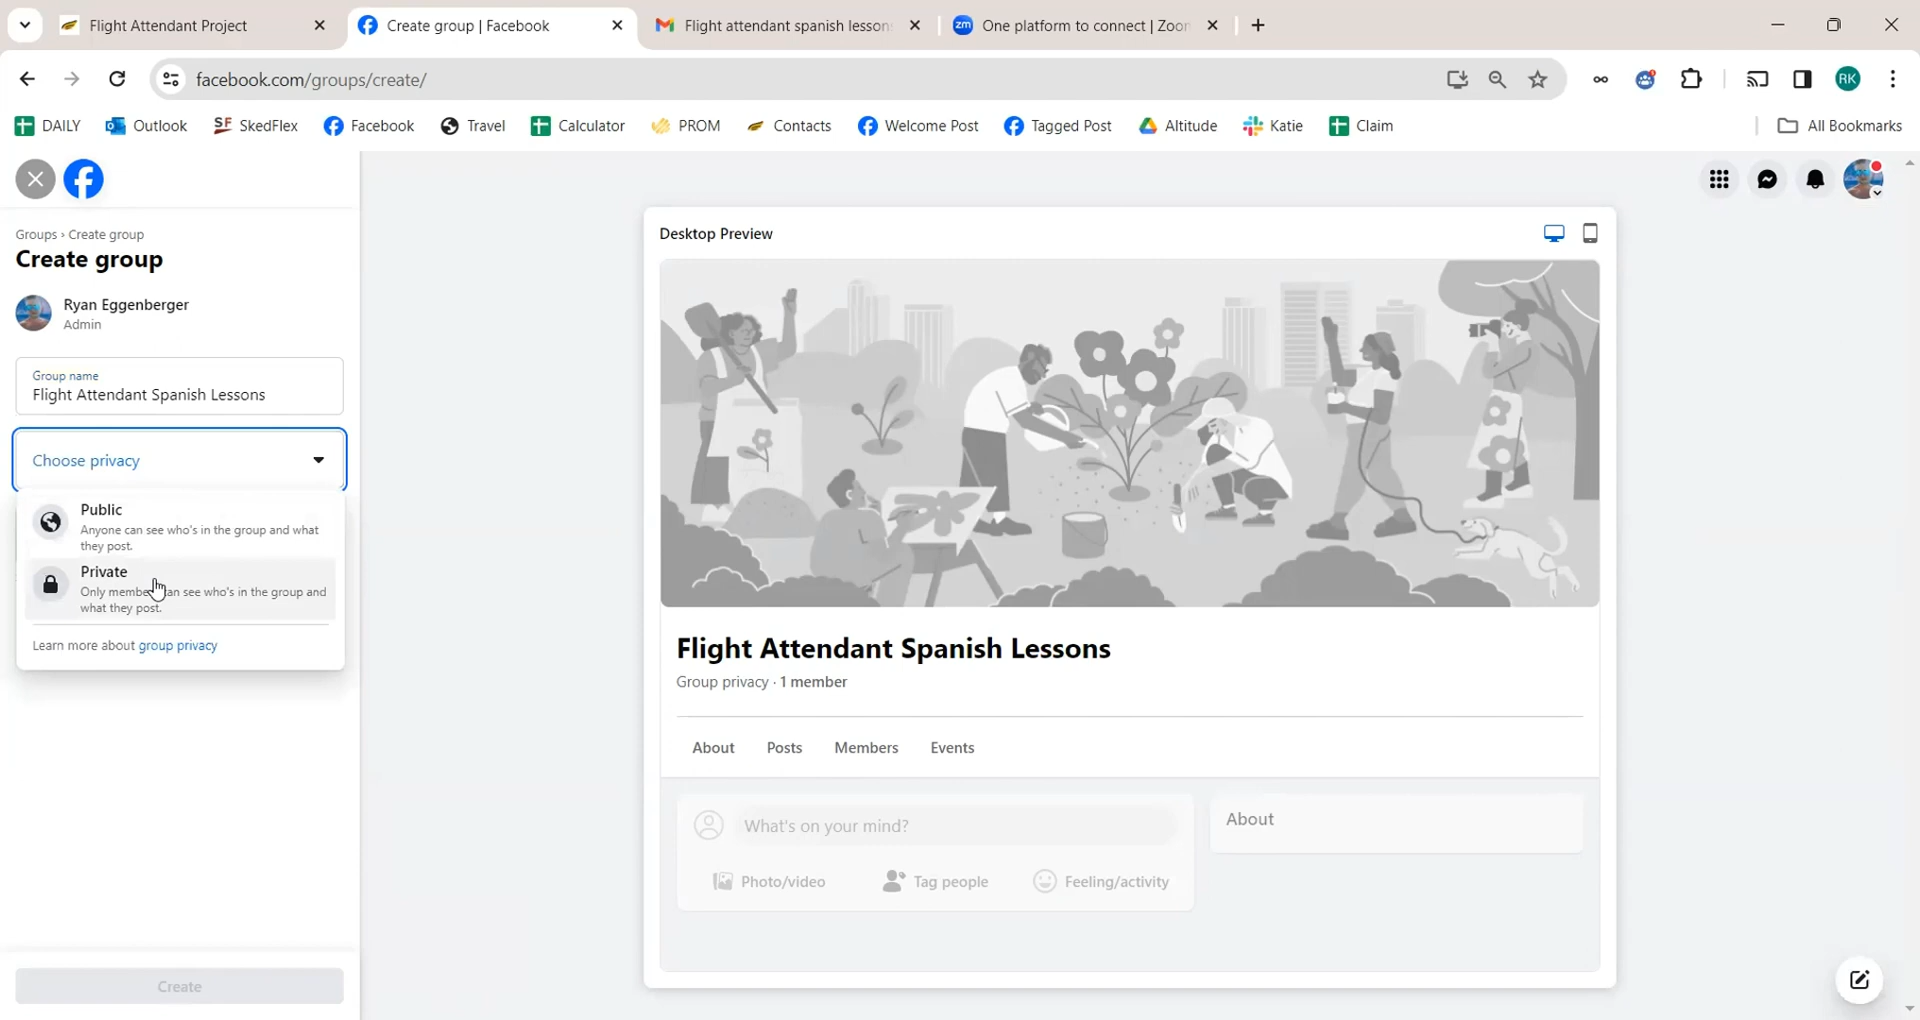 Flight Attendant Project
Create group | Facebook
Flight attendant spanish lesson
zm One platform to connect | Zoom
facebook.com/groups/create/
RK
DAILY Outlook SF SkedFlex Facebook Travel Calculator PROM Contacts Welcome Post Tagged Post Altitude Katie Claim All Bookmarks
Groups › Create group
Create group
Ryan Eggenberger
Admin
Group name
Flight Attendant Spanish Lessons
Choose privacy
Public
Anyone can see who's in the group and what
they post.
Private
Only members can see who's in the group and
what they post.
Learn more about group privacy
Create
Desktop Preview
Flight Attendant Spanish Lessons
Group privacy · 1 member
About Posts Members Events
What's on your mind?
Photo/video Tag people Feeling/activity
About